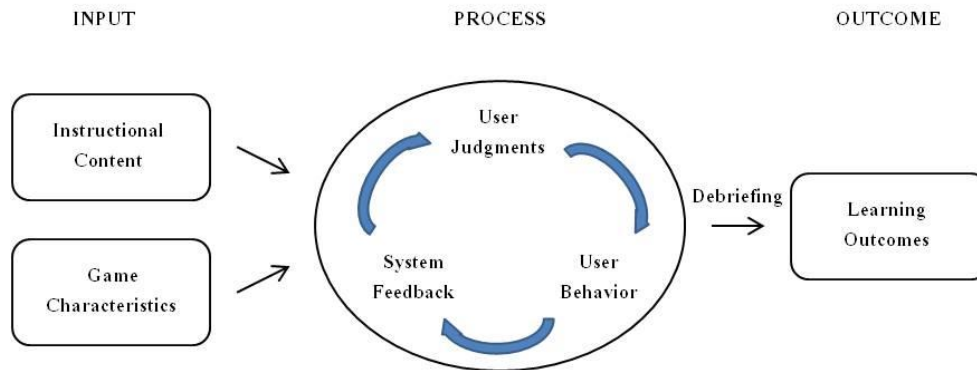 INPUT
PROCESS
OUTCOME
Instructional
Content
Game
Characteristics
User
Judgments
System
Feedback
User
Behavior
Debriefing
Learning
Outcomes